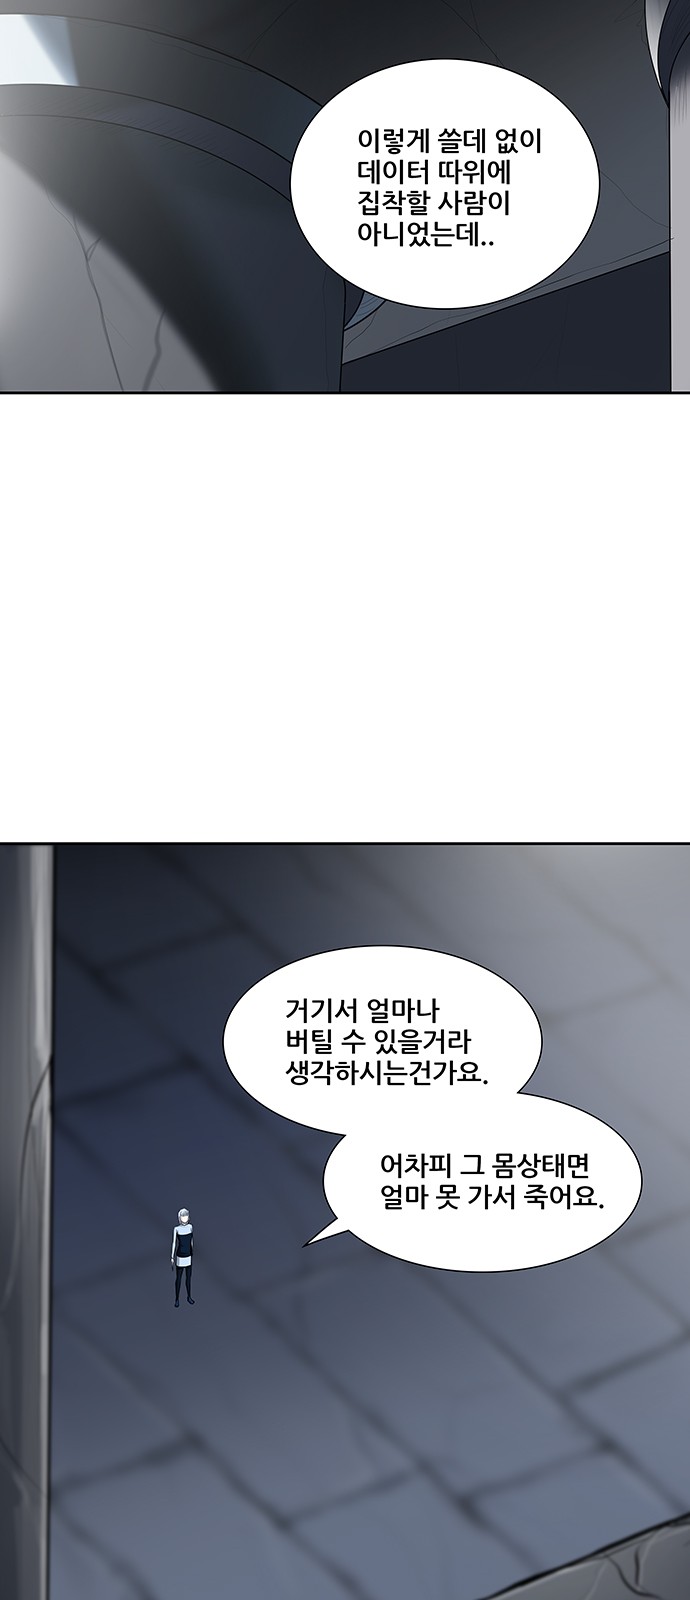 이렇게 쓸데 없이
데이터 따위에
집착할 사람이
아니었는데..
거기서 얼마나
버틸 수 있을거라
생각하시는건가요.
어차피 그 몸상태면
얼마 못 가서 죽어요.